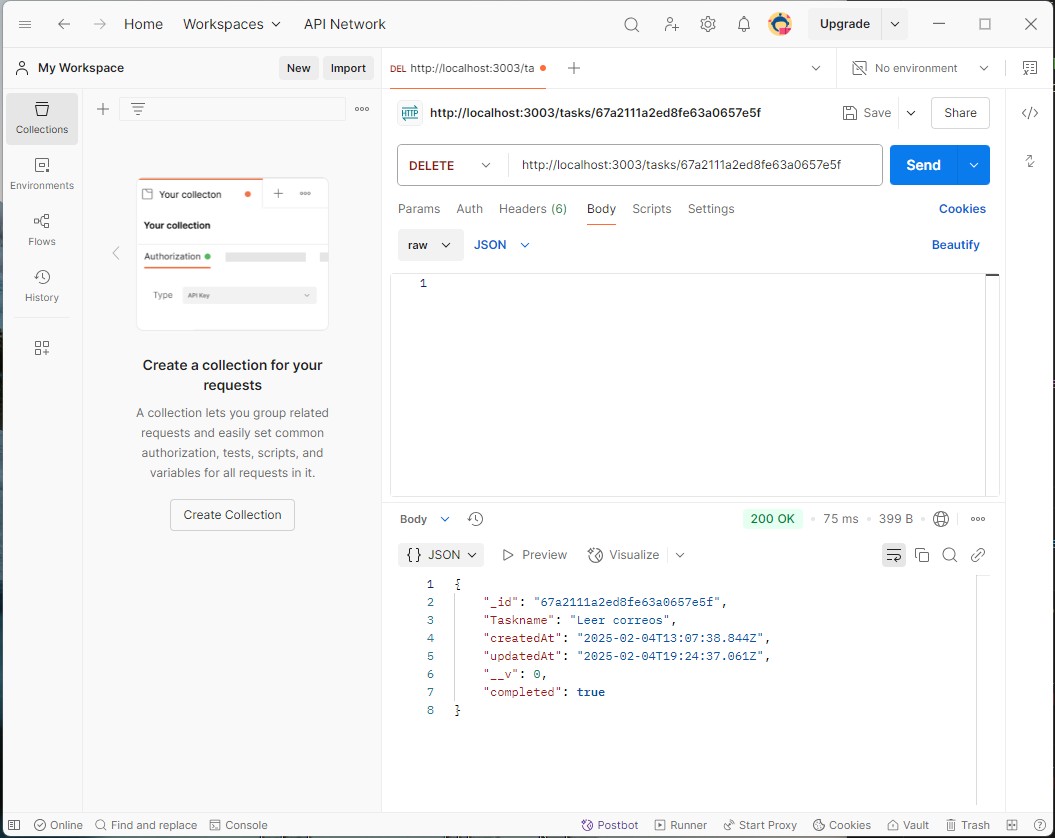 Home Workspaces API Network Upgrade
My Workspace New Import DEL http://localhost:3003/ta No environment
Collections
Environments
Flows
History
Your collecton
Your collection
Authorization
Type API Key
Create a collection for your
requests
A collection lets you group related
requests and easily set common
authorization, tests, scripts, and
variables for all requests in it.
Create Collection
HTTP http://localhost:3003/tasks/67a2111a2ed8fe63a0657e5f Save Share
DELETE http://localhost:3003/tasks/67a2111a2ed8fe63a0657e5f Send
Params Auth Headers (6) Body Scripts Settings Cookies
raw JSON Beautify
1
Body 200 OK 75 ms 399 B
{} JSON Preview Visualize
1 {
2 "_id": "67a2111a2ed8fe63a0657e5f",
3 "Taskname": "Leer correos",
4 "createdAt": "2025-02-04T13:07:38.844Z",
5 "updatedAt": "2025-02-04T19:24:37.061Z",
6 "__v": 0,
7 "completed": true
8 }
Online Find and replace Console Postbot Runner Start Proxy Cookies Vault Trash